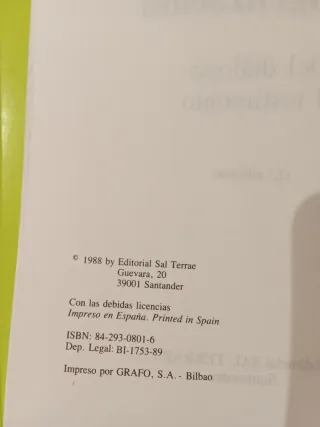 © 1988 by Editorial Sal Terrae
Guevara, 20
39001 Santander
Con las debidas licencias
Impreso en España. Printed in Spain
ISBN: 84-293-0801-6
Dep. Legal: BI-1753-89
Impreso por GRAFO, S.A. - Bilbao